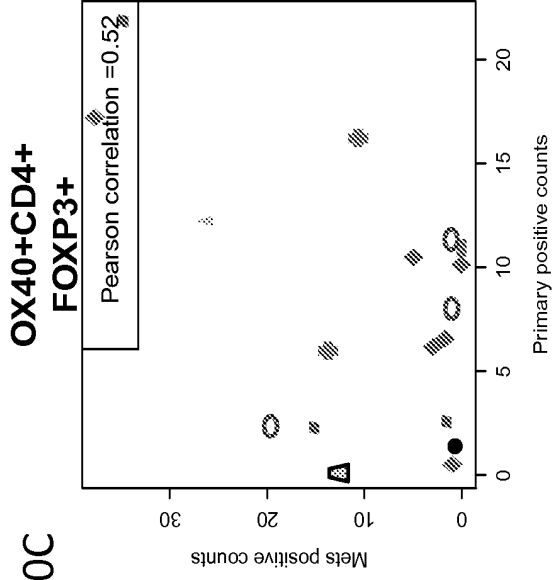 0C
OX40+CD4+
FOXP3+
Pearson correlation =0.52
Mets positive counts
30
20
10
0
0
5
10
15
20
Primary positive counts